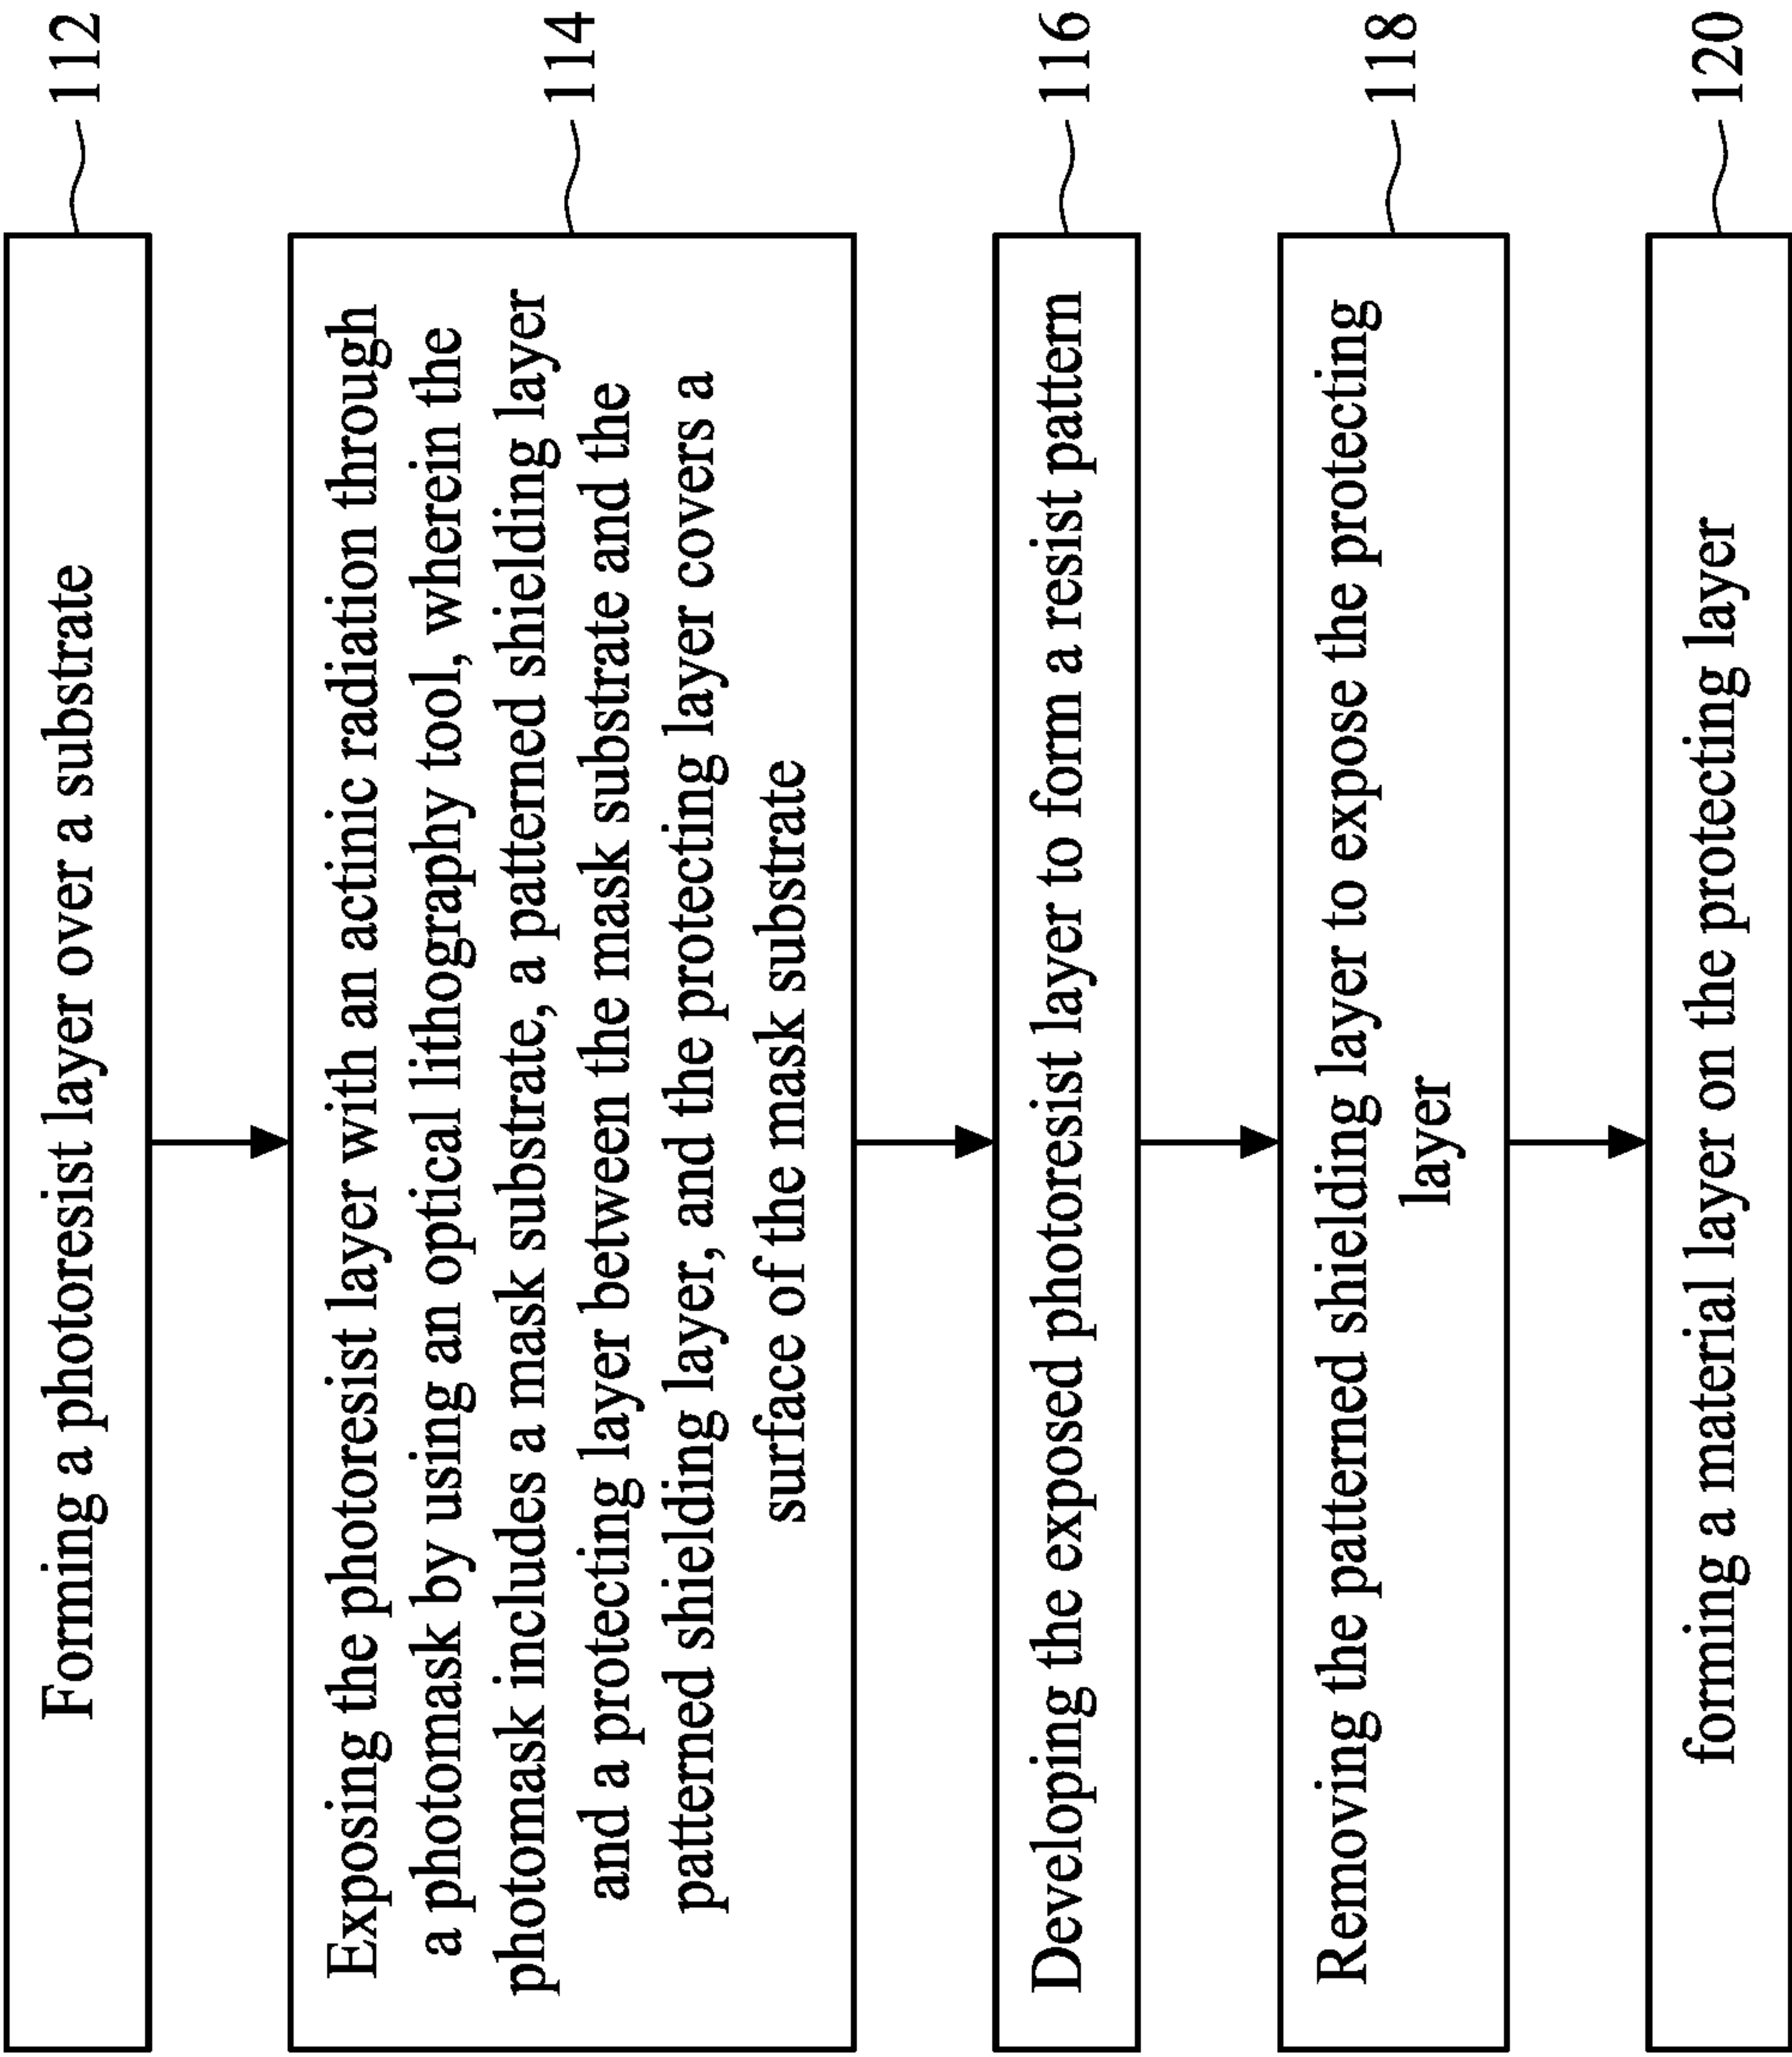 Forming a photoresist layer over a substrate
112
Exposing the photoresist layer with an actinic radiation through
a photomask by using an optical lithography tool, wherein the
photomask includes a mask substrate, a patterned shielding layer
and a protecting layer between the mask substrate and the
patterned shielding layer, and the protecting layer covers a
surface of the mask substrate
114
Developing the exposed photoresist layer to form a resist pattern
116
Removing the patterned shielding layer to expose the protecting
layer
118
forming a material layer on the protecting layer
120